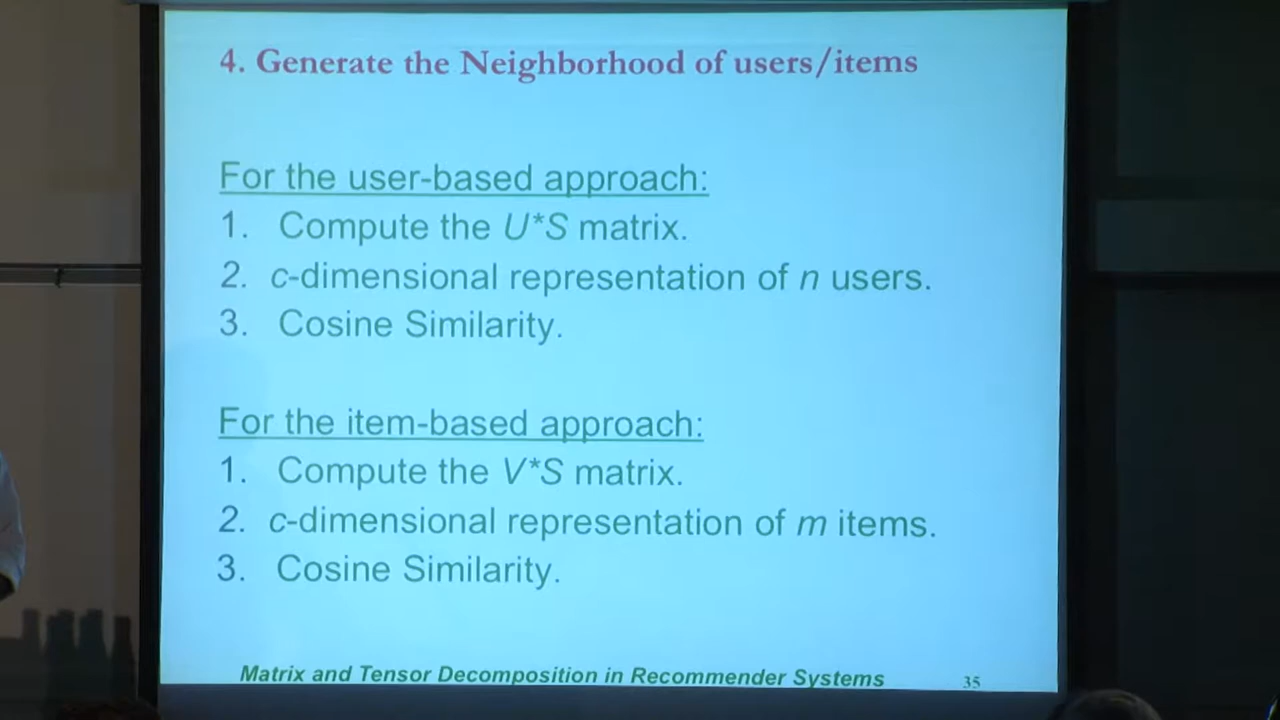 4. Generate the Neighborhood of users/items
For the user-based approach:
1. Compute the U*S matrix.
2. c-dimensional representation of n users.
3. Cosine Similarity.
For the item-based approach:
1. Compute the V*S matrix.
2. c-dimensional representation of m items.
3. Cosine Similarity.
Matrix and Tensor Decomposition in Recommender Systems 35